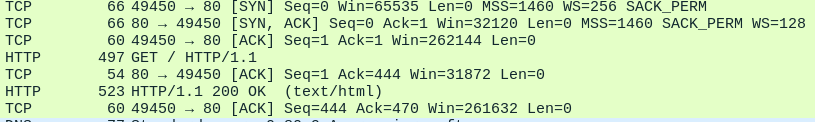 TCP 66 49450 → 80 [SYN] Seq=0 Win=65535 Len=0 MSS=1460 WS=256 SACK_PERM
TCP 66 80 → 49450 [SYN, ACK] Seq=0 Ack=1 Win=32120 Len=0 MSS=1460 SACK_PERM WS=128
TCP 60 49450 → 80 [ACK] Seq=1 Ack=1 Win=262144 Len=0
HTTP 497 GET / HTTP/1.1
TCP 54 80 → 49450 [ACK] Seq=1 Ack=444 Win=31872 Len=0
HTTP 523 HTTP/1.1 200 OK (text/html)
TCP 60 49450 → 80 [ACK] Seq=444 Ack=470 Win=261632 Len=0